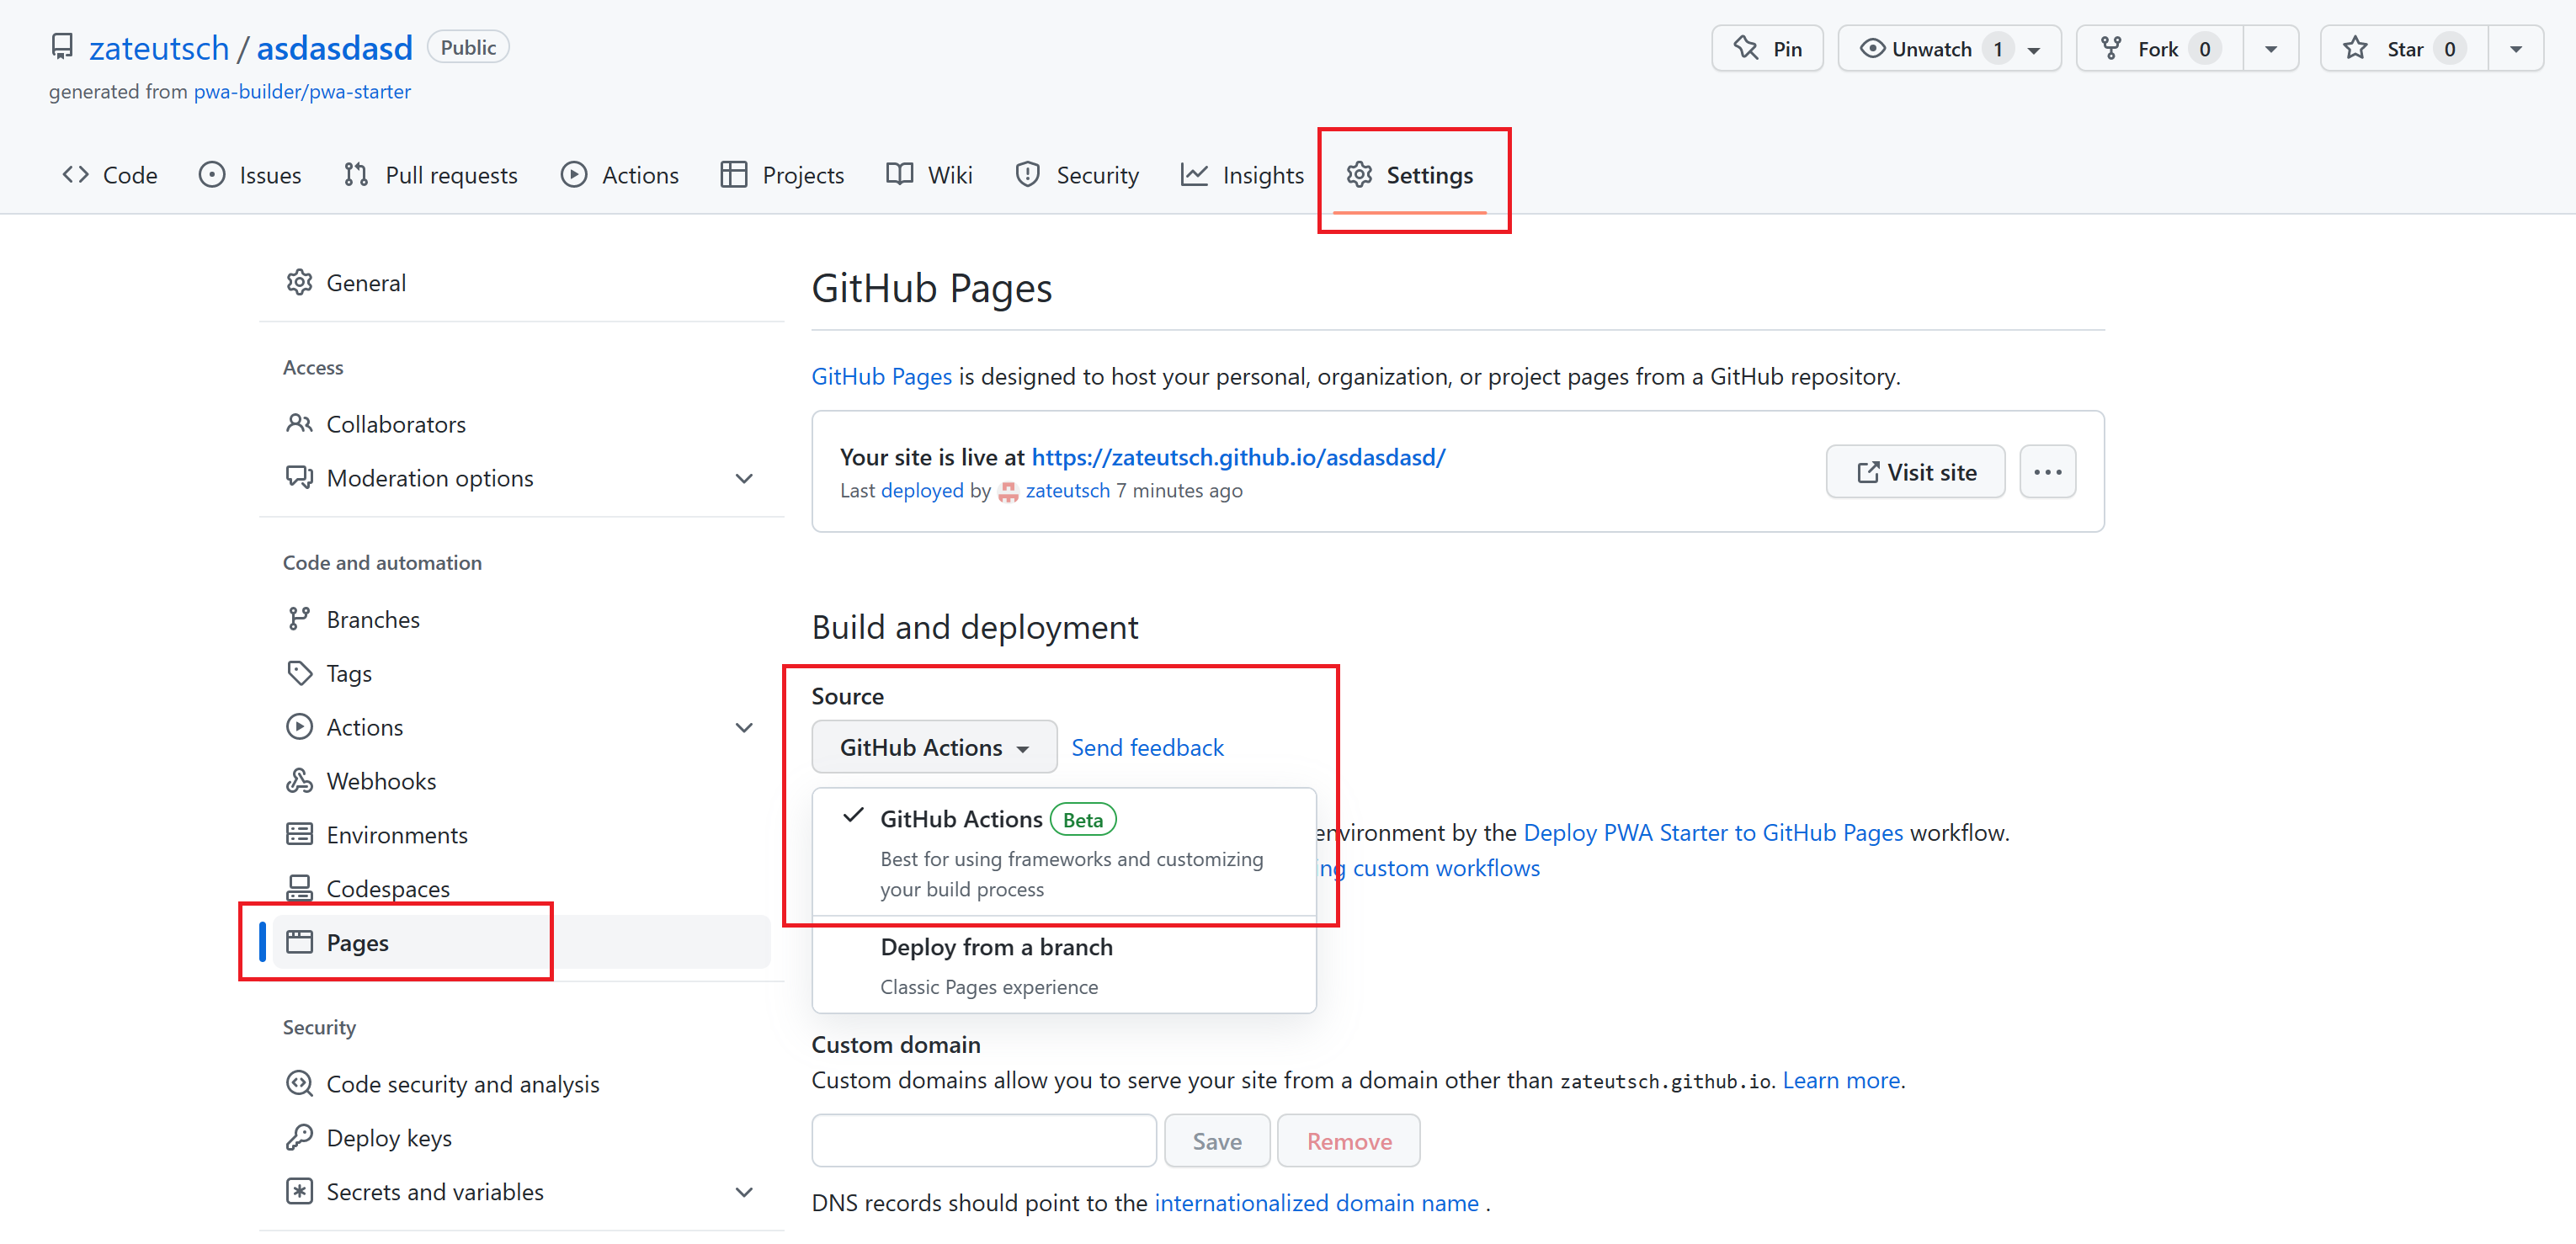 zateutsch / asdasdasd Public
Pin Unwatch 1 Fork 0 Star 0
generated from pwa-builder/pwa-starter
Code Issues Pull requests Actions Projects Wiki Security Insights Settings
General
Access
Collaborators
Moderation options
Code and automation
Branches
Tags
Actions
Webhooks
Environments
Codespaces
Pages
Security
Code security and analysis
Deploy keys
Secrets and variables
GitHub Pages
GitHub Pages is designed to host your personal, organization, or project pages from a GitHub repository.
Your site is live at https://zateutsch.github.io/asdasdasd/
Last deployed by zateutsch 7 minutes ago
Visit site
Build and deployment
Source
GitHub Actions Send feedback
GitHub Actions Beta
Best for using frameworks and customizing
your build process
environment by the Deploy PWA Starter to GitHub Pages workflow.
ng custom workflows
Deploy from a branch
Classic Pages experience
Custom domain
Custom domains allow you to serve your site from a domain other than zateutsch.github.io. Learn more.
Save Remove
DNS records should point to the internationalized domain name .